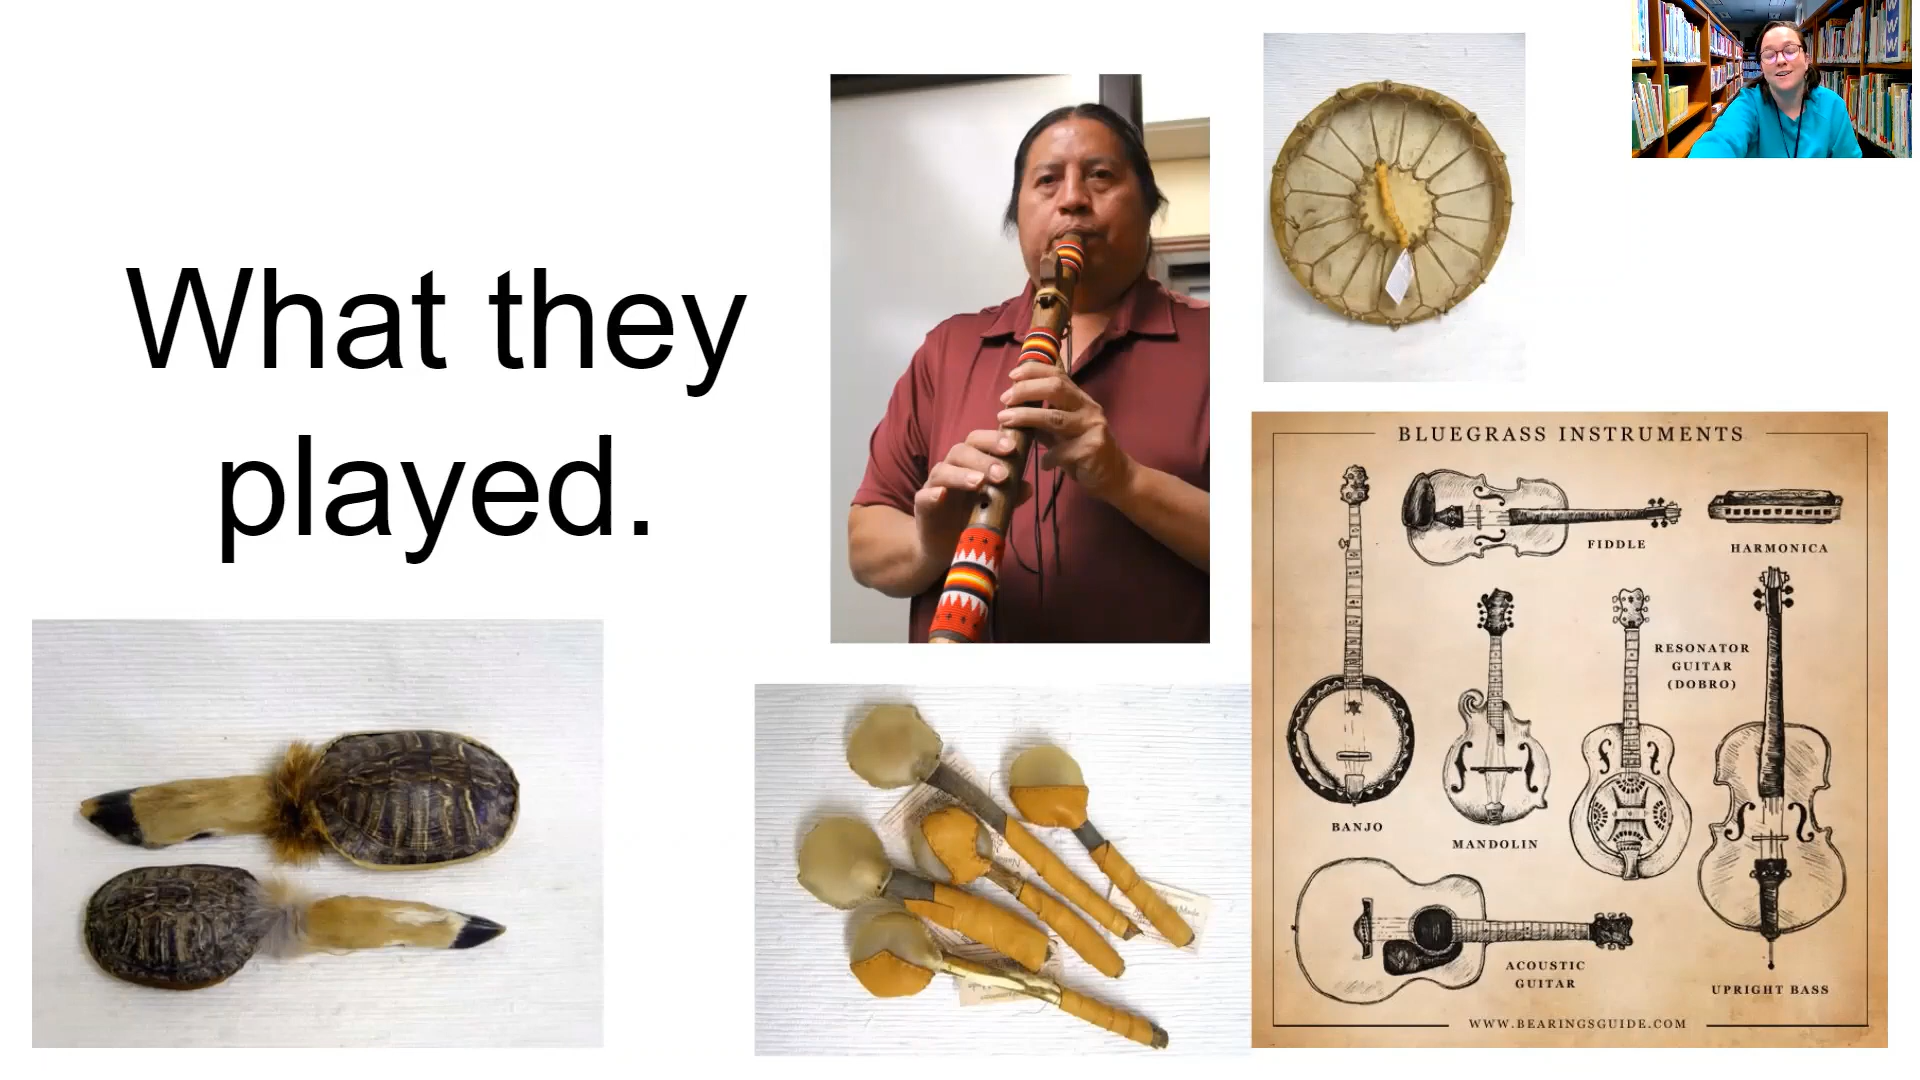 What they
played.
BLUEGRASS INSTRUMENTS
FIDDLE
HARMONICA
RESONATOR
GUITAR
(DOBRO)
BANJO
MANDOLIN
ACOUSTIC
GUITAR
UPRIGHT BASS
WWW.BEARINGSGUIDE.COM